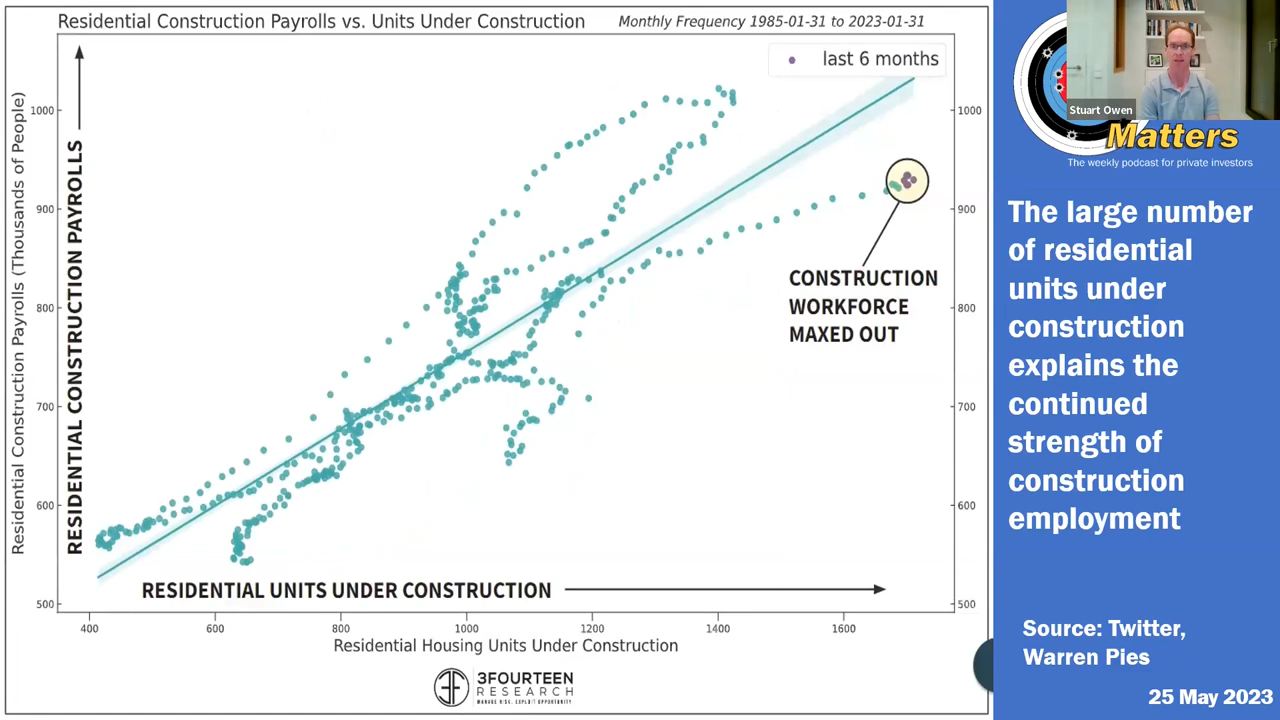 Residential Construction Payrolls vs. Units Under Construction
Monthly Frequency 1985-01-31 to 2023-01-31
last 6 months
Residential Construction Payrolls (Thousands of People)
RESIDENTIAL CONSTRUCTION PAYROLLS
1000
900
800
700
600
500
1000
900
800
700
600
500
CONSTRUCTION
WORKFORCE
MAXED OUT
RESIDENTIAL UNITS UNDER CONSTRUCTION
400 600 800 1000 1200 1400 1600
Residential Housing Units Under Construction
3FOURTEEN
RESEARCH
MANAGE RISK. EXPLOIT OPPORTUNITY
Stuart Owen
Matters
The weekly podcast for private investors
The large number
of residential
units under
construction
explains the
continued
strength of
construction
employment
Source: Twitter,
Warren Pies
25 May 2023